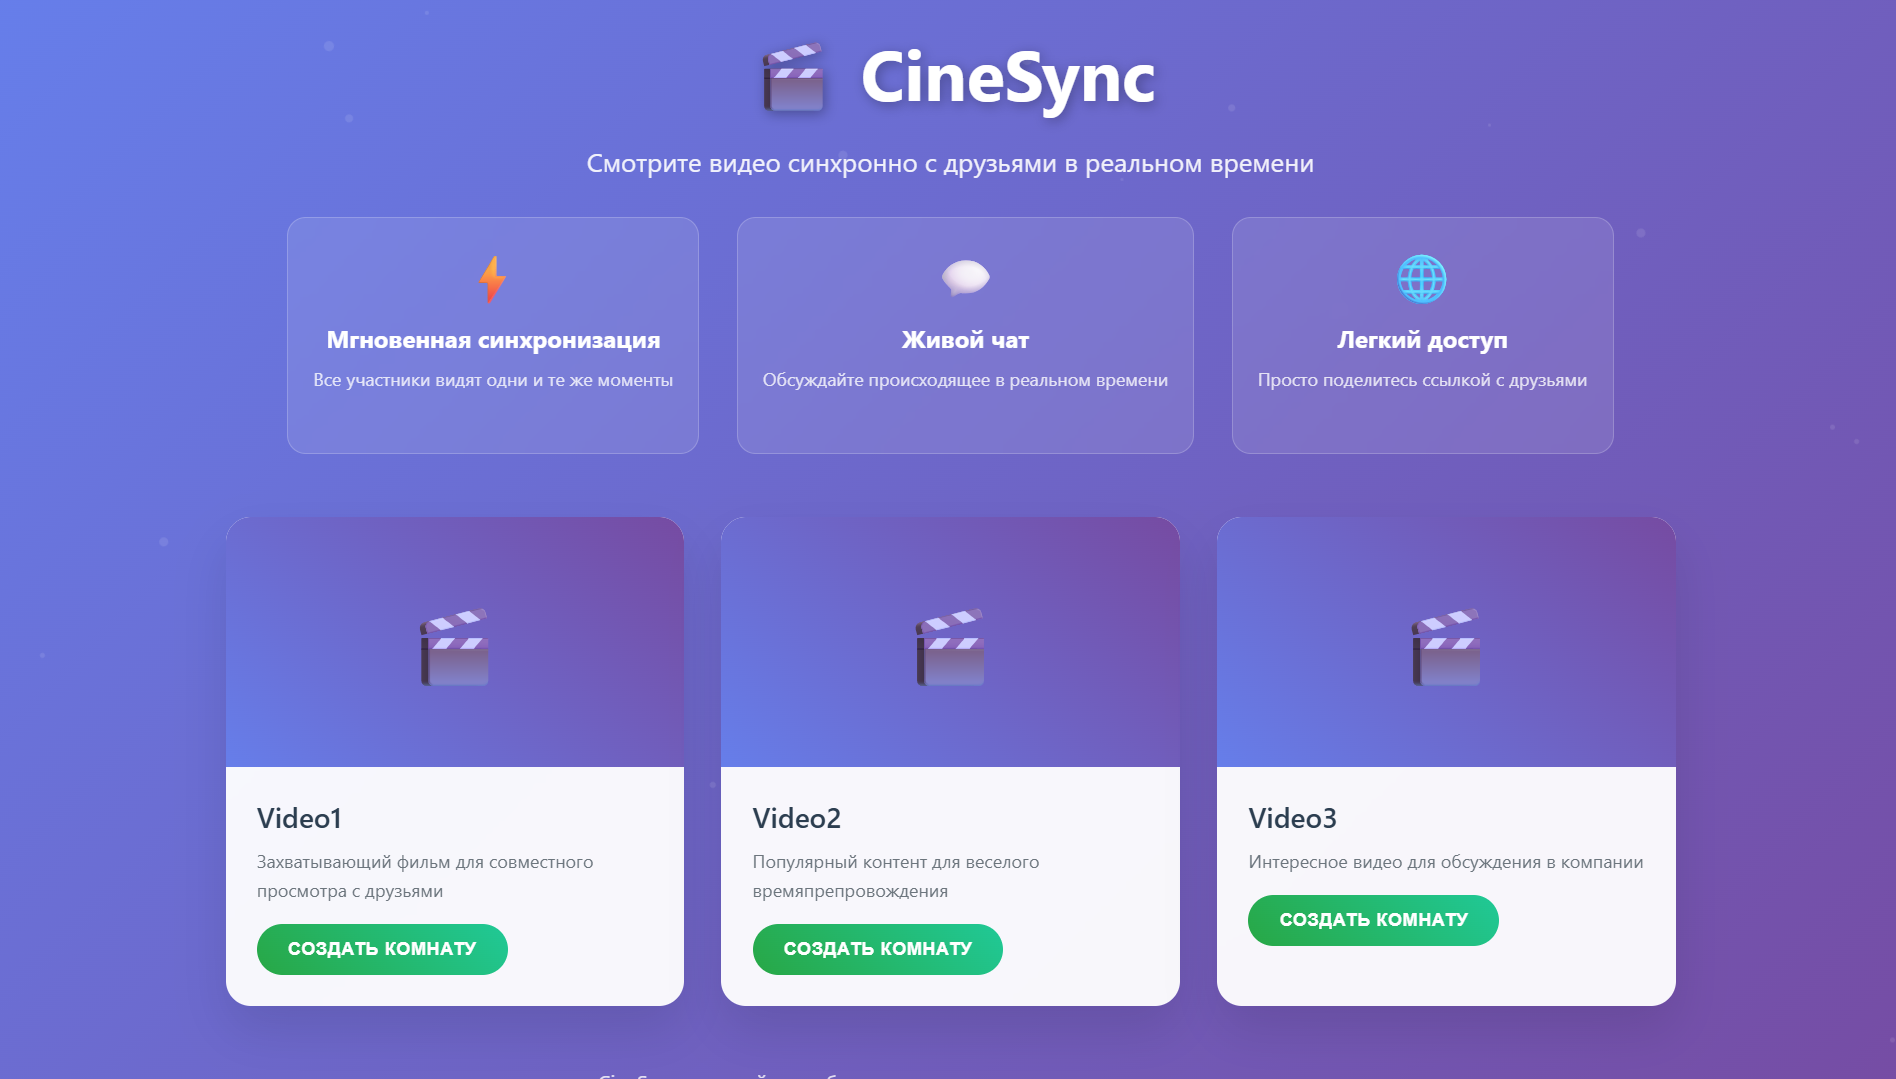 CineSync
Смотрите видео синхронно с друзьями в реальном времени
Мгновенная синхронизация
Все участники видят одни и те же моменты
Живой чат
Обсуждайте происходящее в реальном времени
Легкий доступ
Просто поделитесь ссылкой с друзьями
Video1
Захватывающий фильм для совместного
просмотра с друзьями
СОЗДАТЬ КОМНАТУ
Video2
Популярный контент для веселого
времяпрепровождения
СОЗДАТЬ КОМНАТУ
Video3
Интересное видео для обсуждения в компании
СОЗДАТЬ КОМНАТУ